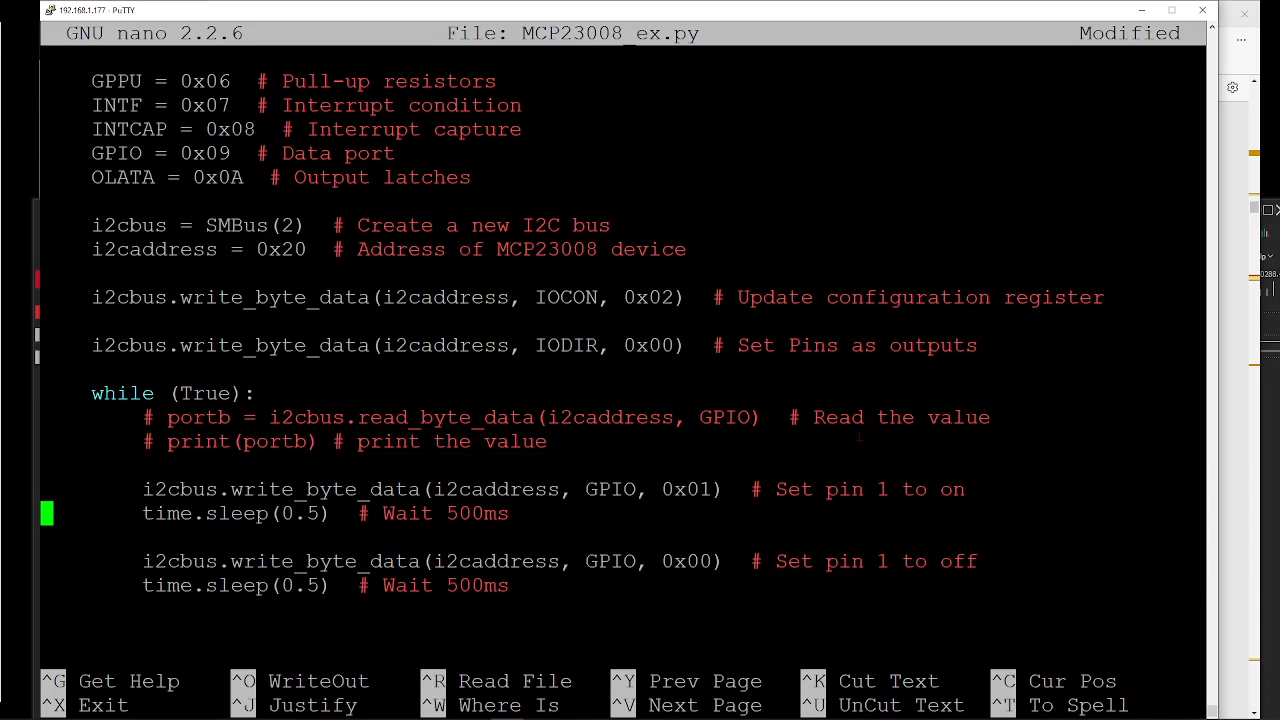 192.168.1.177 - PuTTY
GNU nano 2.2.6 File: MCP23008_ex.py Modified
GPPU = 0x06 # Pull-up resistors
INTF = 0x07 # Interrupt condition
INTCAP = 0x08 # Interrupt capture
GPIO = 0x09 # Data port
OLATA = 0x0A # Output latches
i2cbus = SMBus(2) # Create a new I2C bus
i2caddress = 0x20 # Address of MCP23008 device
i2cbus.write_byte_data(i2caddress, IOCON, 0x02) # Update configuration register
i2cbus.write_byte_data(i2caddress, IODIR, 0x00) # Set Pins as outputs
while (True):
# portb = i2cbus.read_byte_data(i2caddress, GPIO) # Read the value
# print(portb) # print the value
i2cbus.write_byte_data(i2caddress, GPIO, 0x01) # Set pin 1 to on
time.sleep(0.5) # Wait 500ms
i2cbus.write_byte_data(i2caddress, GPIO, 0x00) # Set pin 1 to off
time.sleep(0.5) # Wait 500ms
^G Get Help ^O WriteOut ^R Read File ^Y Prev Page ^K Cut Text ^C Cur Pos
^X Exit ^J Justify ^W Where Is ^V Next Page ^U UnCut Text ^T To Spell